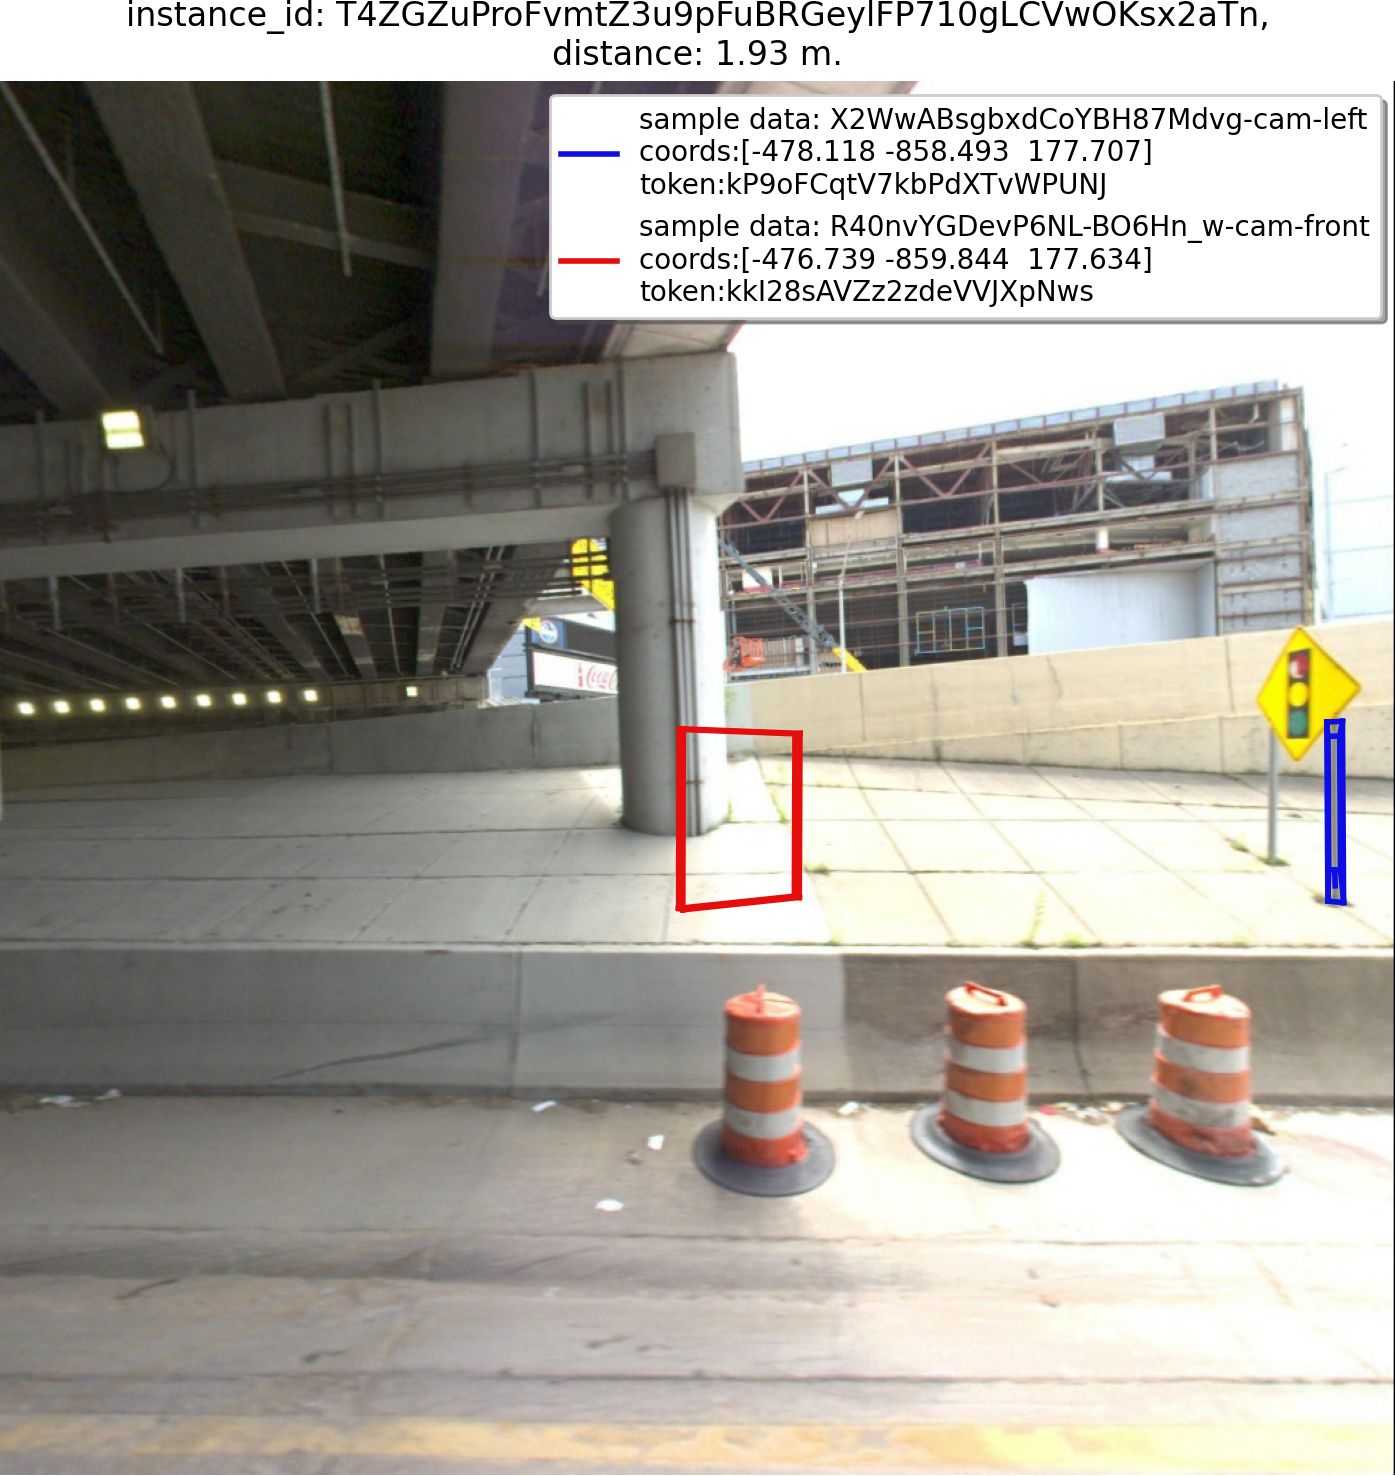 instance_id: T4ZGZuProFvmtZ3u9pFuBRGeylFP710gLCVwOKsx2aTn,
distance: 1.93 m.
sample data: X2WwABsgbxdCoYBH87Mdvg-cam-left
coords:[-478.118 -858.493  177.707]
token:kP9oFCqtV7kbPdXTvWPUNJ
sample data: R40nvYGDevP6NL-BO6Hn_w-cam-front
coords:[-476.739 -859.844  177.634]
token:kkI28sAVZz2zdeVVJXpNws